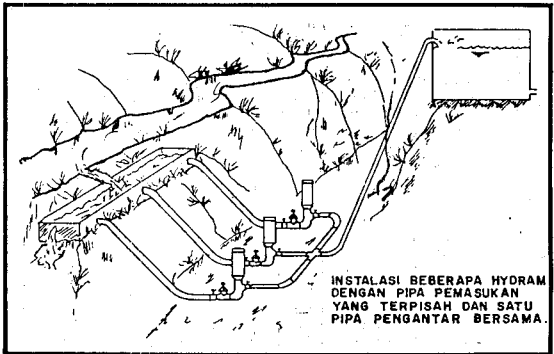 INSTALASI BEBERAPA HYDRAM
DENGAN PIPA PEMASUKAN
YANG TERPISAH DAN SATU
PIPA PENGANTAR BERSAMA.